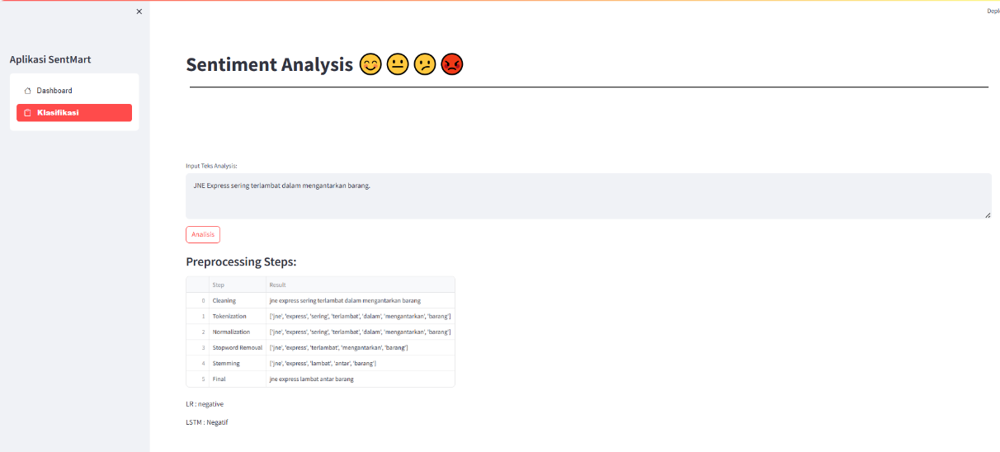 Depl
Aplikasi SentMart
Dashboard
Klasifikasi
Sentiment Analysis
Input Teks Analysis:
JNE Express sering terlambat dalam mengantarkan barang.
Analisis
Preprocessing Steps:
Step Result
0 Cleaning jne express sering terlambat dalam mengantarkan barang
1 Tokenization ['jne', 'express', 'sering', 'terlambat', 'dalam', 'mengantarkan', 'barang']
2 Normalization ['jne', 'express', 'sering', 'terlambat', 'dalam', 'mengantarkan', 'barang']
3 Stopword Removal ['jne', 'express', 'terlambat', 'mengantarkan', 'barang']
4 Stemming ['jne', 'express', 'lambat', 'antar', 'barang']
5 Final jne express lambat antar barang
LR : negative
LSTM : Negatif